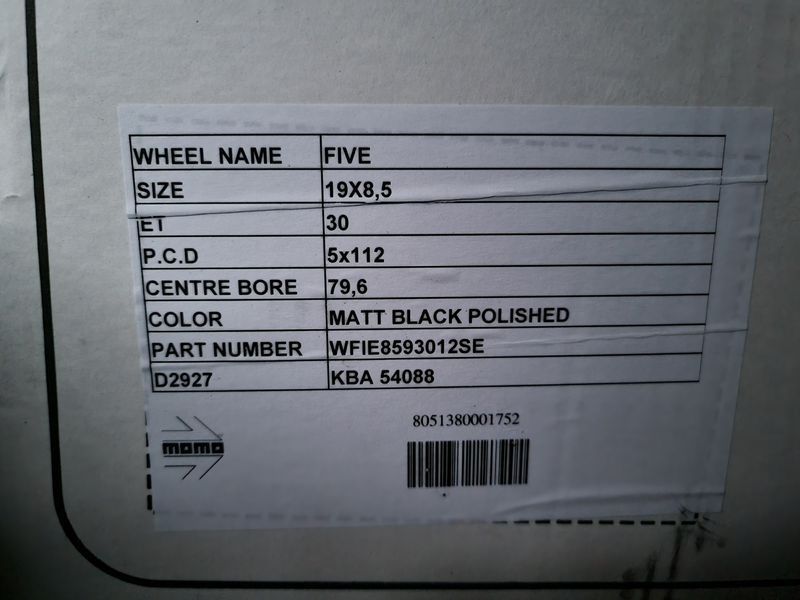 WHEEL NAME FIVE
SIZE 19X8,5
ET 30
P.C.D 5x112
CENTRE BORE 79,6
COLOR MATT BLACK POLISHED
PART NUMBER WFIE8593012SE
D2927 KBA 54088
8051380001752
momo